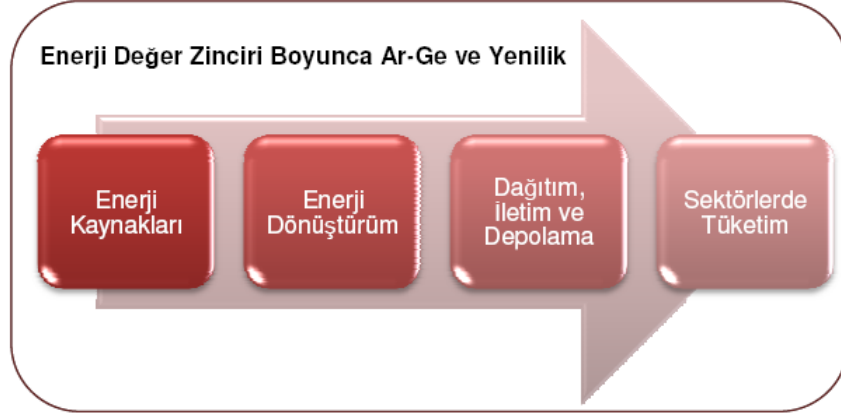 Enerji Değer Zinciri Boyunca Ar-Ge ve Yenilik
Enerji
Kaynakları
Enerji
Dönüştürüm
Dağıtım,
İletim ve
Depolama
Sektörlerde
Tüketim